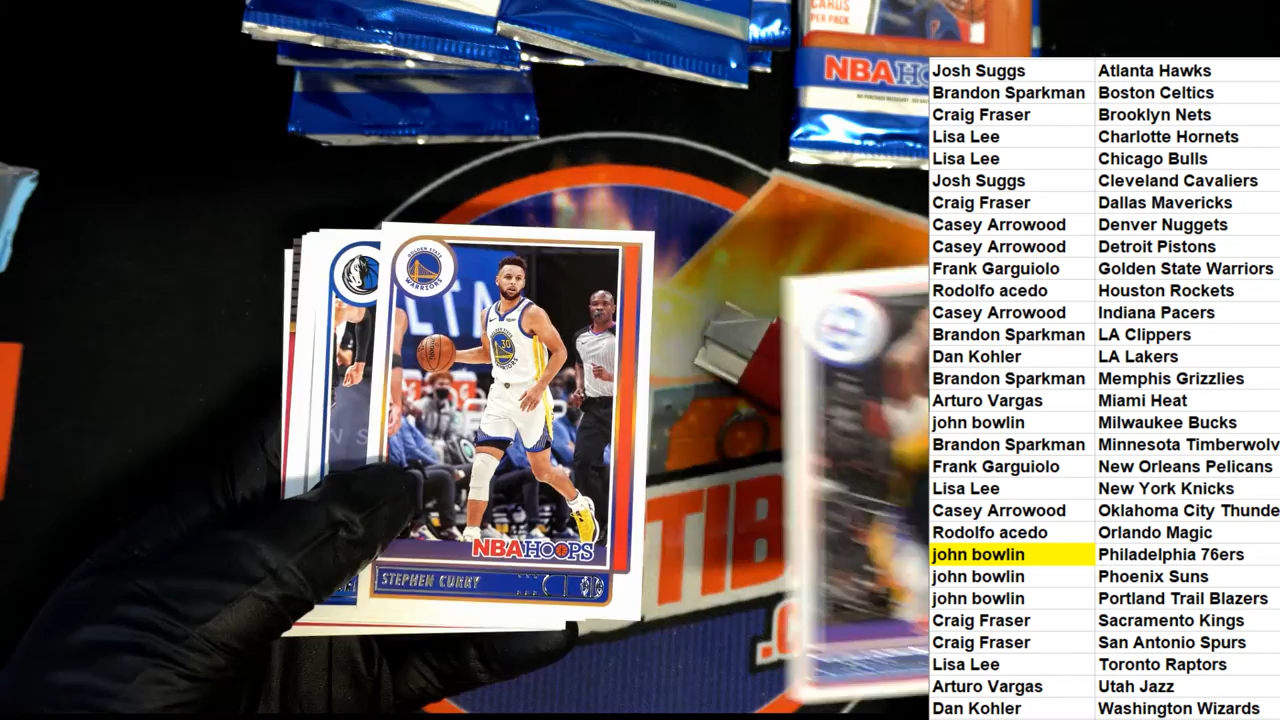 CARDS
PER PACK
NBA HO
Josh Suggs Atlanta Hawks
Brandon Sparkman Boston Celtics
Craig Fraser Brooklyn Nets
Lisa Lee Charlotte Hornets
Lisa Lee Chicago Bulls
Josh Suggs Cleveland Cavaliers
Craig Fraser Dallas Mavericks
Casey Arrowood Denver Nuggets
Casey Arrowood Detroit Pistons
Frank Garguiolo Golden State Warriors
Rodolfo acedo Houston Rockets
Casey Arrowood Indiana Pacers
Brandon Sparkman LA Clippers
Dan Kohler LA Lakers
Brandon Sparkman Memphis Grizzlies
Arturo Vargas Miami Heat
john bowlin Milwaukee Bucks
Brandon Sparkman Minnesota Timberwolv
Frank Garguiolo New Orleans Pelicans
Lisa Lee New York Knicks
Casey Arrowood Oklahoma City Thunde
Rodolfo acedo Orlando Magic
john bowlin Philadelphia 76ers
john bowlin Phoenix Suns
john bowlin Portland Trail Blazers
Craig Fraser Sacramento Kings
Craig Fraser San Antonio Spurs
Lisa Lee Toronto Raptors
Arturo Vargas Utah Jazz
Dan Kohler Washington Wizards
GOLDEN STATE
WARRIORS
30
NBA HOOPS
STEPHEN CURRY
TIB
.C